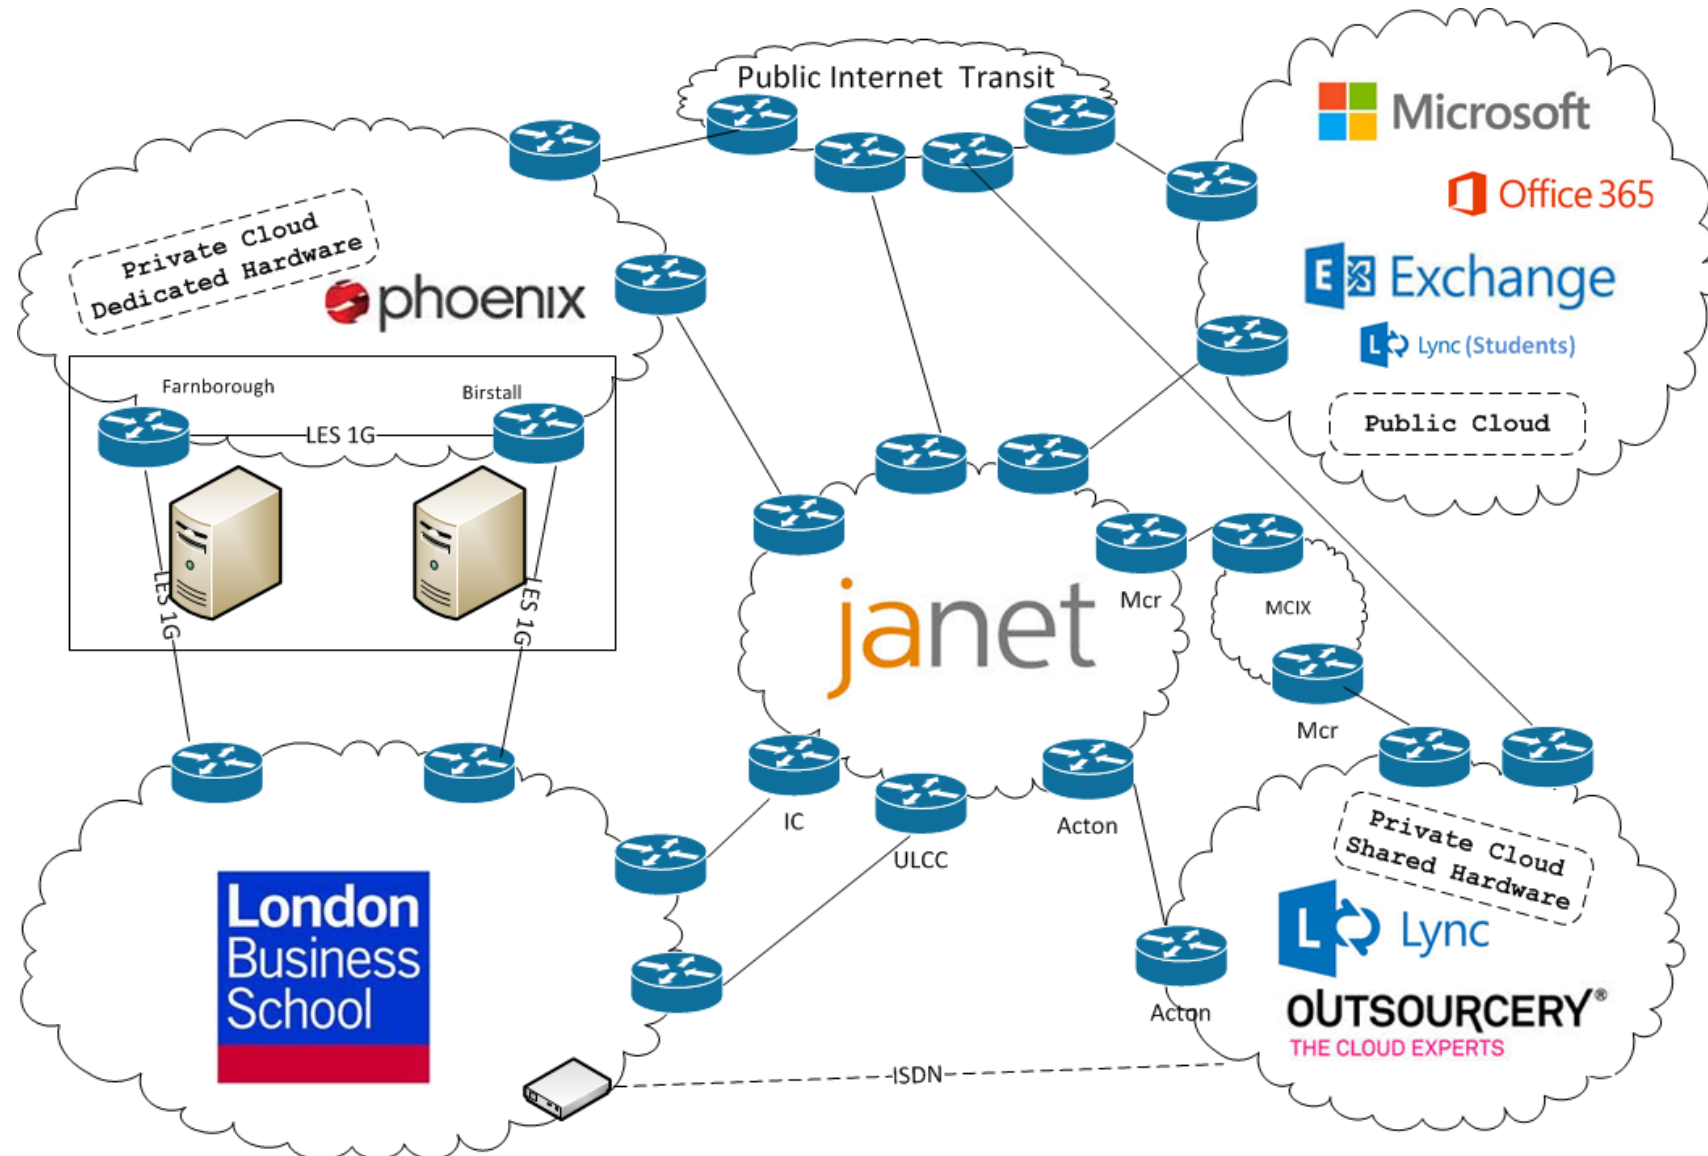 Public Internet Transit
Microsoft
Office 365
E Exchange
L Lync (Students)
Public Cloud
Private Cloud
Dedicated Hardware
phoenix
Farnborough
Birstall
LES 1G
LES 1G
LES 1G
janet
Mcr
MCIX
Mcr
IC
ULCC
Acton
Acton
Private Cloud
Shared Hardware
L Lync
OUTSOURCERY®
THE CLOUD EXPERTS
London
Business
School
ISDN